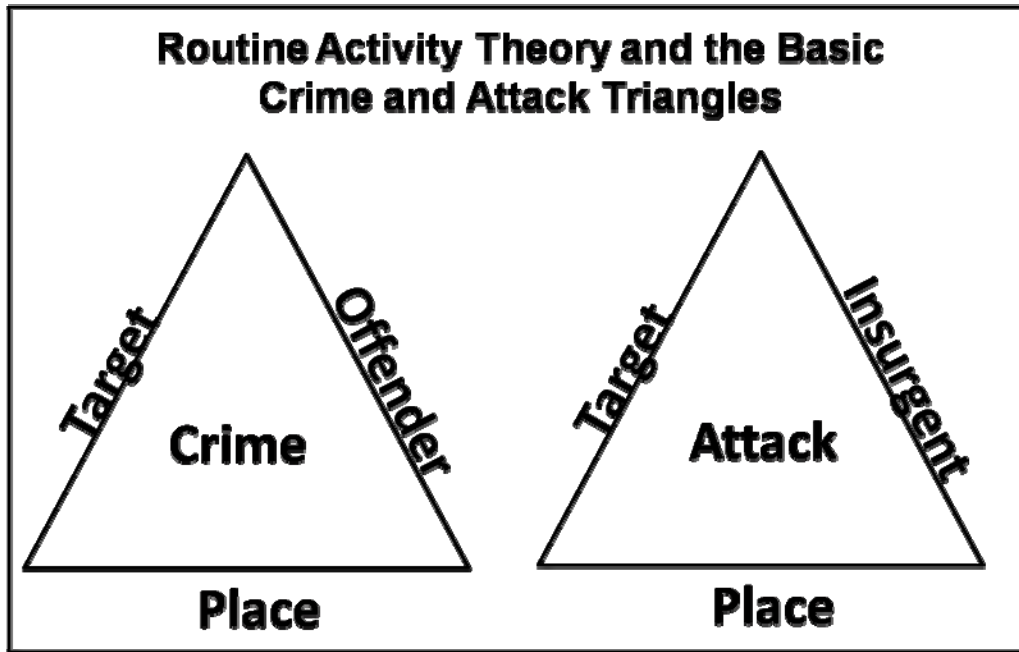 Routine Activity Theory and the Basic
Crime and Attack Triangles
Target
Offender
Crime
Place
Target
Insurgent
Attack
Place